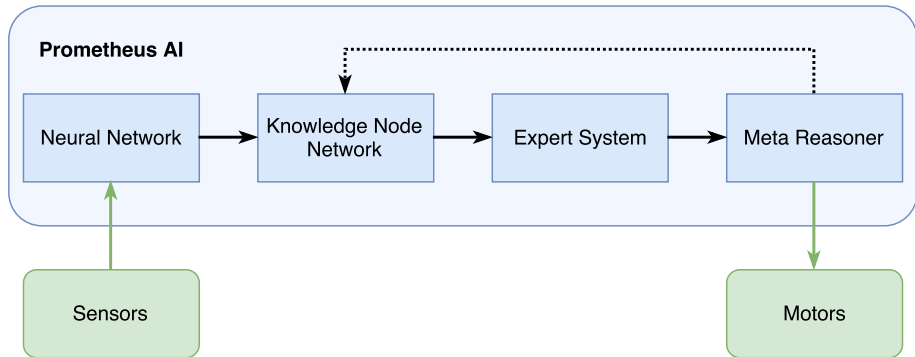 Prometheus AI
Neural Network
Knowledge Node
Network
Expert System
Meta Reasoner
Sensors
Motors